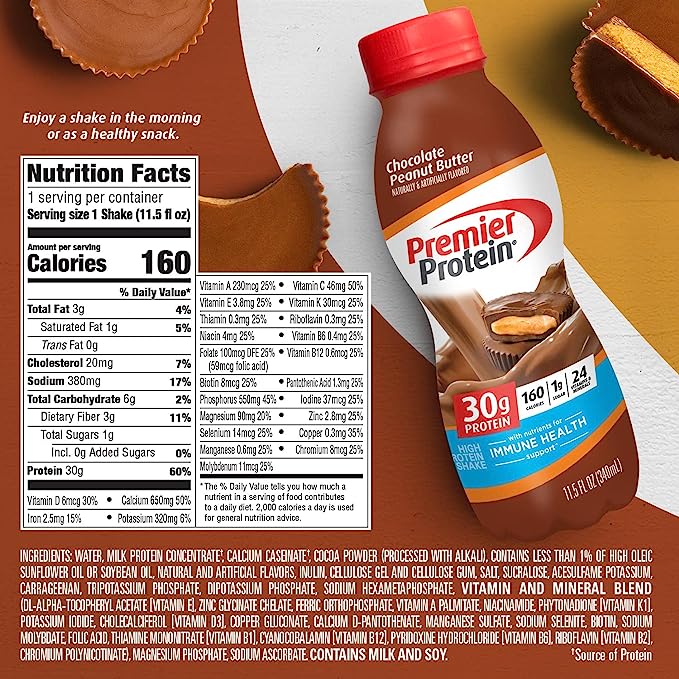 Enjoy a shake in the morning
or as a healthy snack.
Nutrition Facts
1 serving per container
Serving size 1 Shake (11.5 fl oz)
Amount per serving
Calories 160
% Daily Value*
Total Fat 3g 4%
Saturated Fat 1g 5%
Trans Fat 0g
Cholesterol 20mg 7%
Sodium 380mg 17%
Total Carbohydrate 6g 2%
Dietary Fiber 3g 11%
Total Sugars 1g
Incl. 0g Added Sugars 0%
Protein 30g 60%
Vitamin D 6mcg 30% • Calcium 650mg 50%
Iron 2.5mg 15% • Potassium 320mg 6%
Vitamin A 230mcg 25% • Vitamin C 46mg 50%
Vitamin E 3.8mg 25% • Vitamin K 30mcg 25%
Thiamin 0.3mg 25% • Riboflavin 0.3mg 25%
Niacin 4mg 25% • Vitamin B6 0.4mg 25%
Folate 100mcg DFE 25% • Vitamin B12 0.6mcg 25%
(59mcg folic acid)
Biotin 8mcg 25% • Pantothenic Acid 1.3mg 25%
Phosphorus 550mg 45% • Iodine 37mcg 25%
Magnesium 90mg 20% • Zinc 2.8mg 25%
Selenium 14mcg 25% • Copper 0.3mg 35%
Manganese 0.6mg 25% • Chromium 8mcg 25%
Molybdenum 11mcg 25%
*The % Daily Value tells you how much a
nutrient in a serving of food contributes
to a daily diet. 2,000 calories a day is used
for general nutrition advice.
Chocolate
Peanut Butter
NATURALLY & ARTIFICIALLY FLAVORED
Premier
Protein®
30g
PROTEIN
160
CALORIES
1g
SUGAR
24
VITAMINS &
MINERALS
HIGH
PROTEIN
SHAKE
with nutrients for
IMMUNE HEALTH
support
11.5 FL OZ (340mL)
INGREDIENTS: WATER, MILK PROTEIN CONCENTRATE†, CALCIUM CASEINATE†, COCOA POWDER (PROCESSED WITH ALKALI), CONTAINS LESS THAN 1% OF HIGH OLEIC
SUNFLOWER OIL OR SOYBEAN OIL, NATURAL AND ARTIFICIAL FLAVORS, INULIN, CELLULOSE GEL AND CELLULOSE GUM, SALT, SUCRALOSE, ACESULFAME POTASSIUM,
CARRAGEENAN, TRIPOTASSIUM PHOSPHATE, DIPOTASSIUM PHOSPHATE, SODIUM HEXAMETAPHOSPHATE, VITAMIN AND MINERAL BLEND
(DL-ALPHA-TOCOPHERYL ACETATE [VITAMIN E], ZINC GLYCINATE CHELATE, FERRIC ORTHOPHOSPHATE, VITAMIN A PALMITATE, NIACINAMIDE, PHYTONADIONE [VITAMIN K1],
POTASSIUM IODIDE, CHOLECALCIFEROL [VITAMIN D3], COPPER GLUCONATE, CALCIUM D-PANTOTHENATE, MANGANESE SULFATE, SODIUM SELENITE, BIOTIN, SODIUM
MOLYBDATE, FOLIC ACID, THIAMINE MONONITRATE [VITAMIN B1], CYANOCOBALAMIN [VITAMIN B12], PYRIDOXINE HYDROCHLORIDE [VITAMIN B6], RIBOFLAVIN [VITAMIN B2],
CHROMIUM POLYNICOTINATE), MAGNESIUM PHOSPHATE, SODIUM ASCORBATE. CONTAINS MILK AND SOY.
†Source of Protein